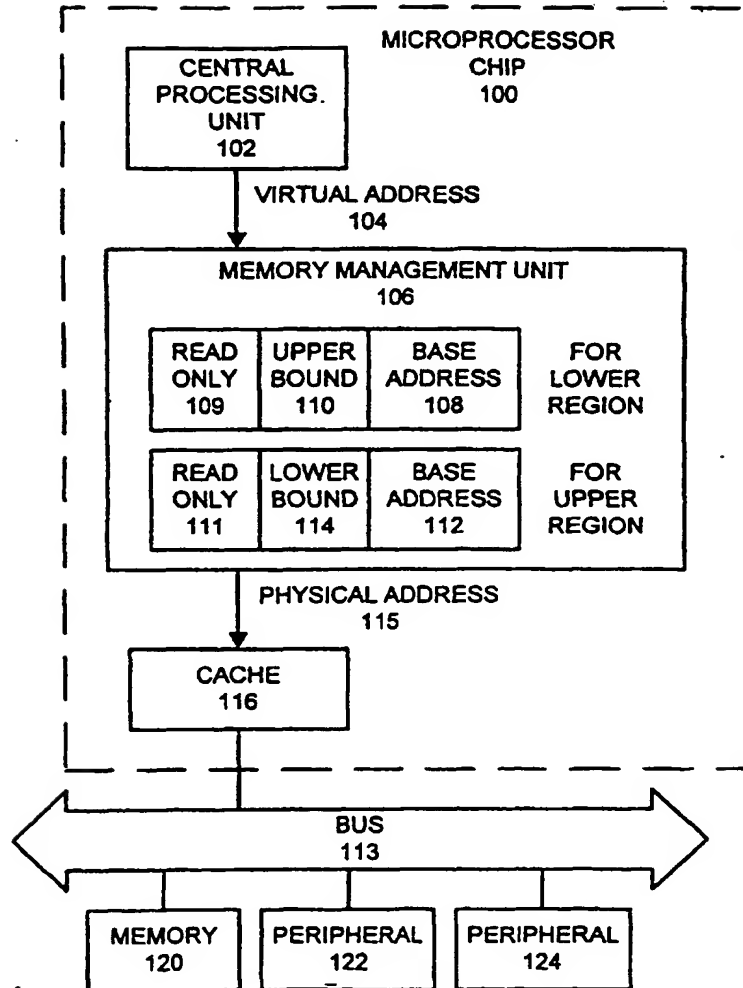 MICROPROCESSOR
CHIP
100
CENTRAL
PROCESSING.
UNIT
102
VIRTUAL ADDRESS
104
MEMORY MANAGEMENT UNIT
106
READ ONLY 109
UPPER BOUND 110
BASE ADDRESS 108
FOR LOWER REGION
READ ONLY 111
LOWER BOUND 114
BASE ADDRESS 112
FOR UPPER REGION
PHYSICAL ADDRESS
115
CACHE
116
BUS
113
MEMORY
120
PERIPHERAL
122
PERIPHERAL
124